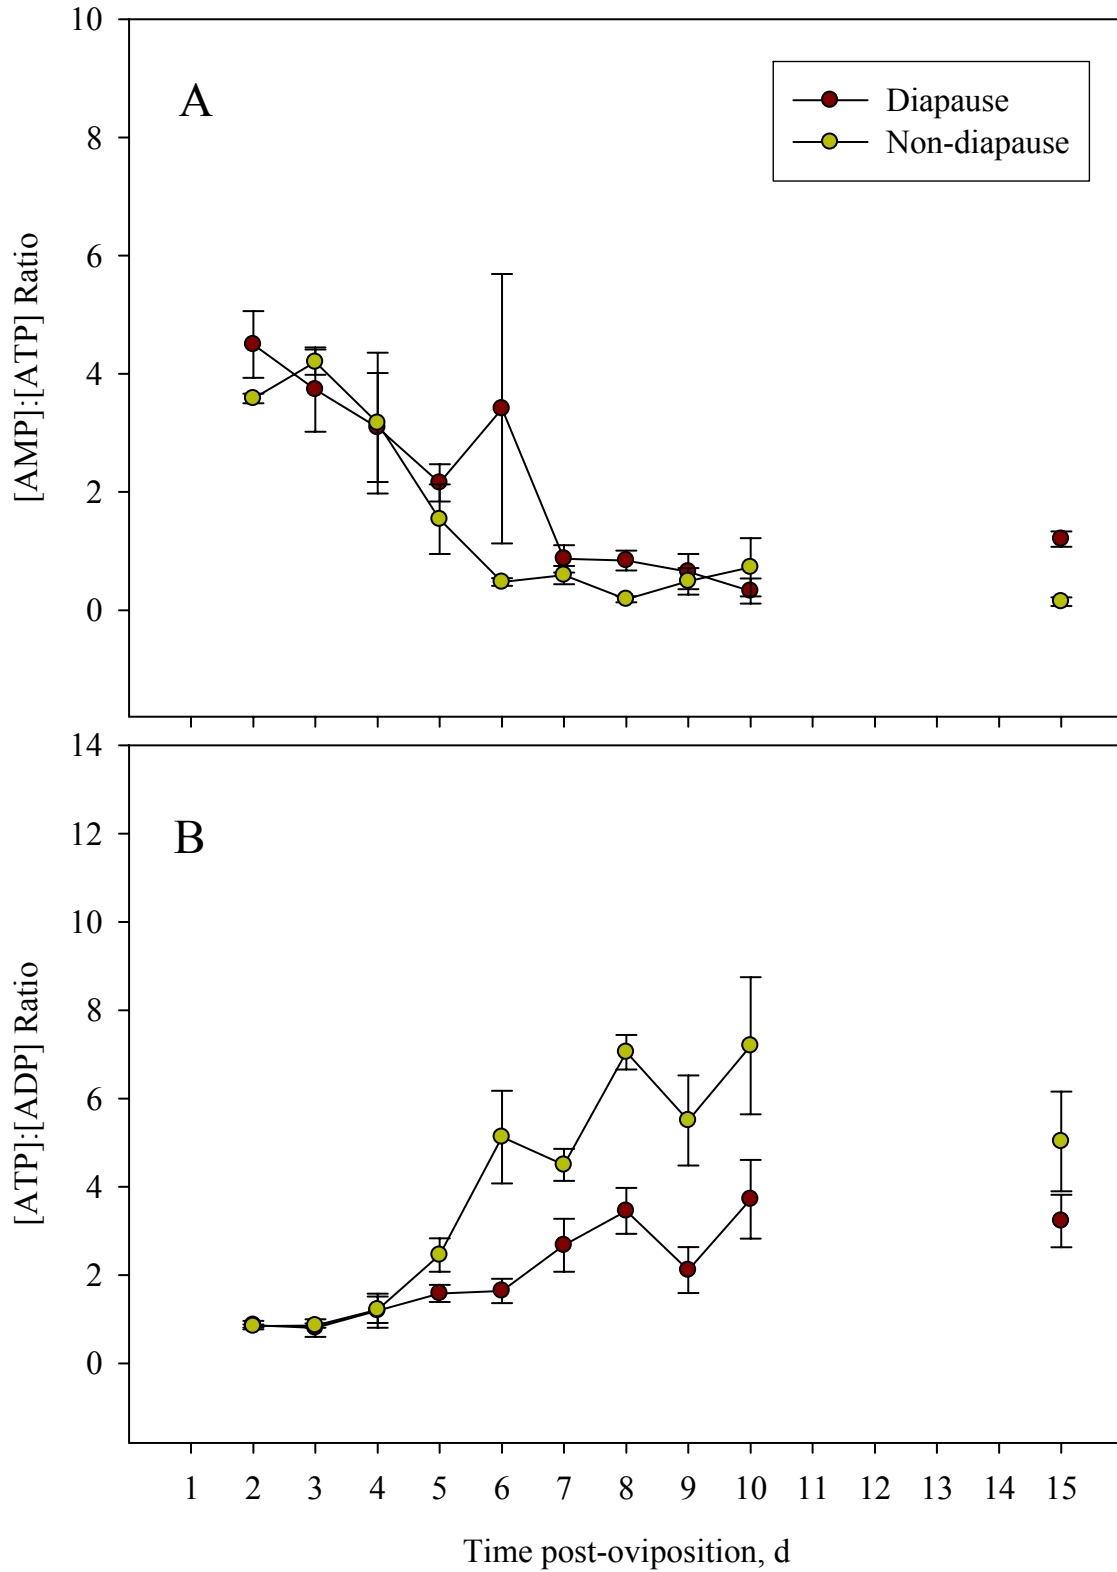 10
A
Diapause
Non-diapause
8
6
4
2
0
[AMP]:[ATP] Ratio
14
B
12
10
8
6
4
2
0
[ATP]:[ADP] Ratio
1 2 3 4 5 6 7 8 9 10 11 12 13 14 15
Time post-oviposition, d